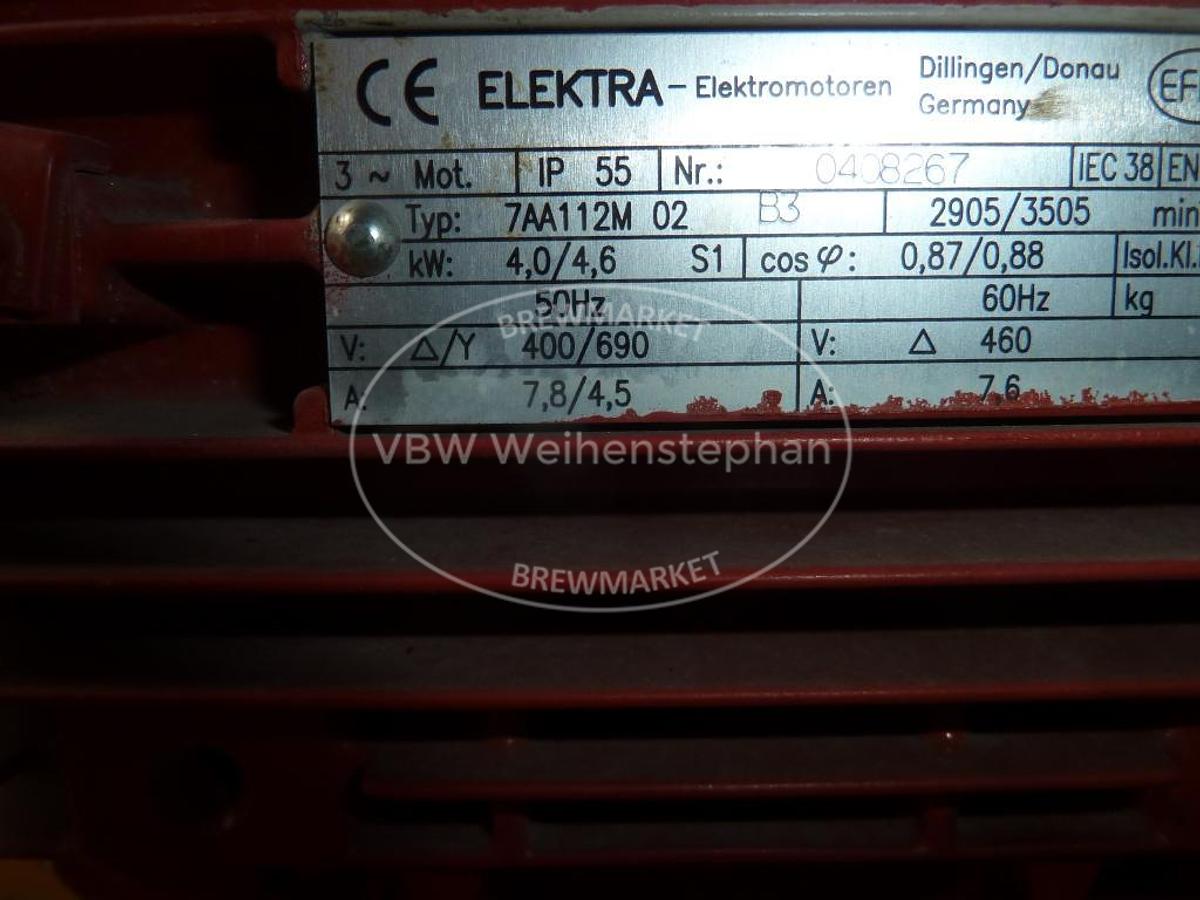 CE ELEKTRA - Elektromotoren Dillingen/Donau
Germany
3 ~ Mot. IP 55 Nr.: 0408267 IEC 38 EN
Typ: 7AA112M 02 B3 2905/3505 min
kW: 4,0/4,6 S1 cos φ: 0,87/0,88 Isol.Kl.
50Hz 60Hz kg
V: △/Y 400/690 V: △ 460
A: 7,8/4,5 A: 7,6
BREWMARKET
VBW Weihenstephan
BREWMARKET